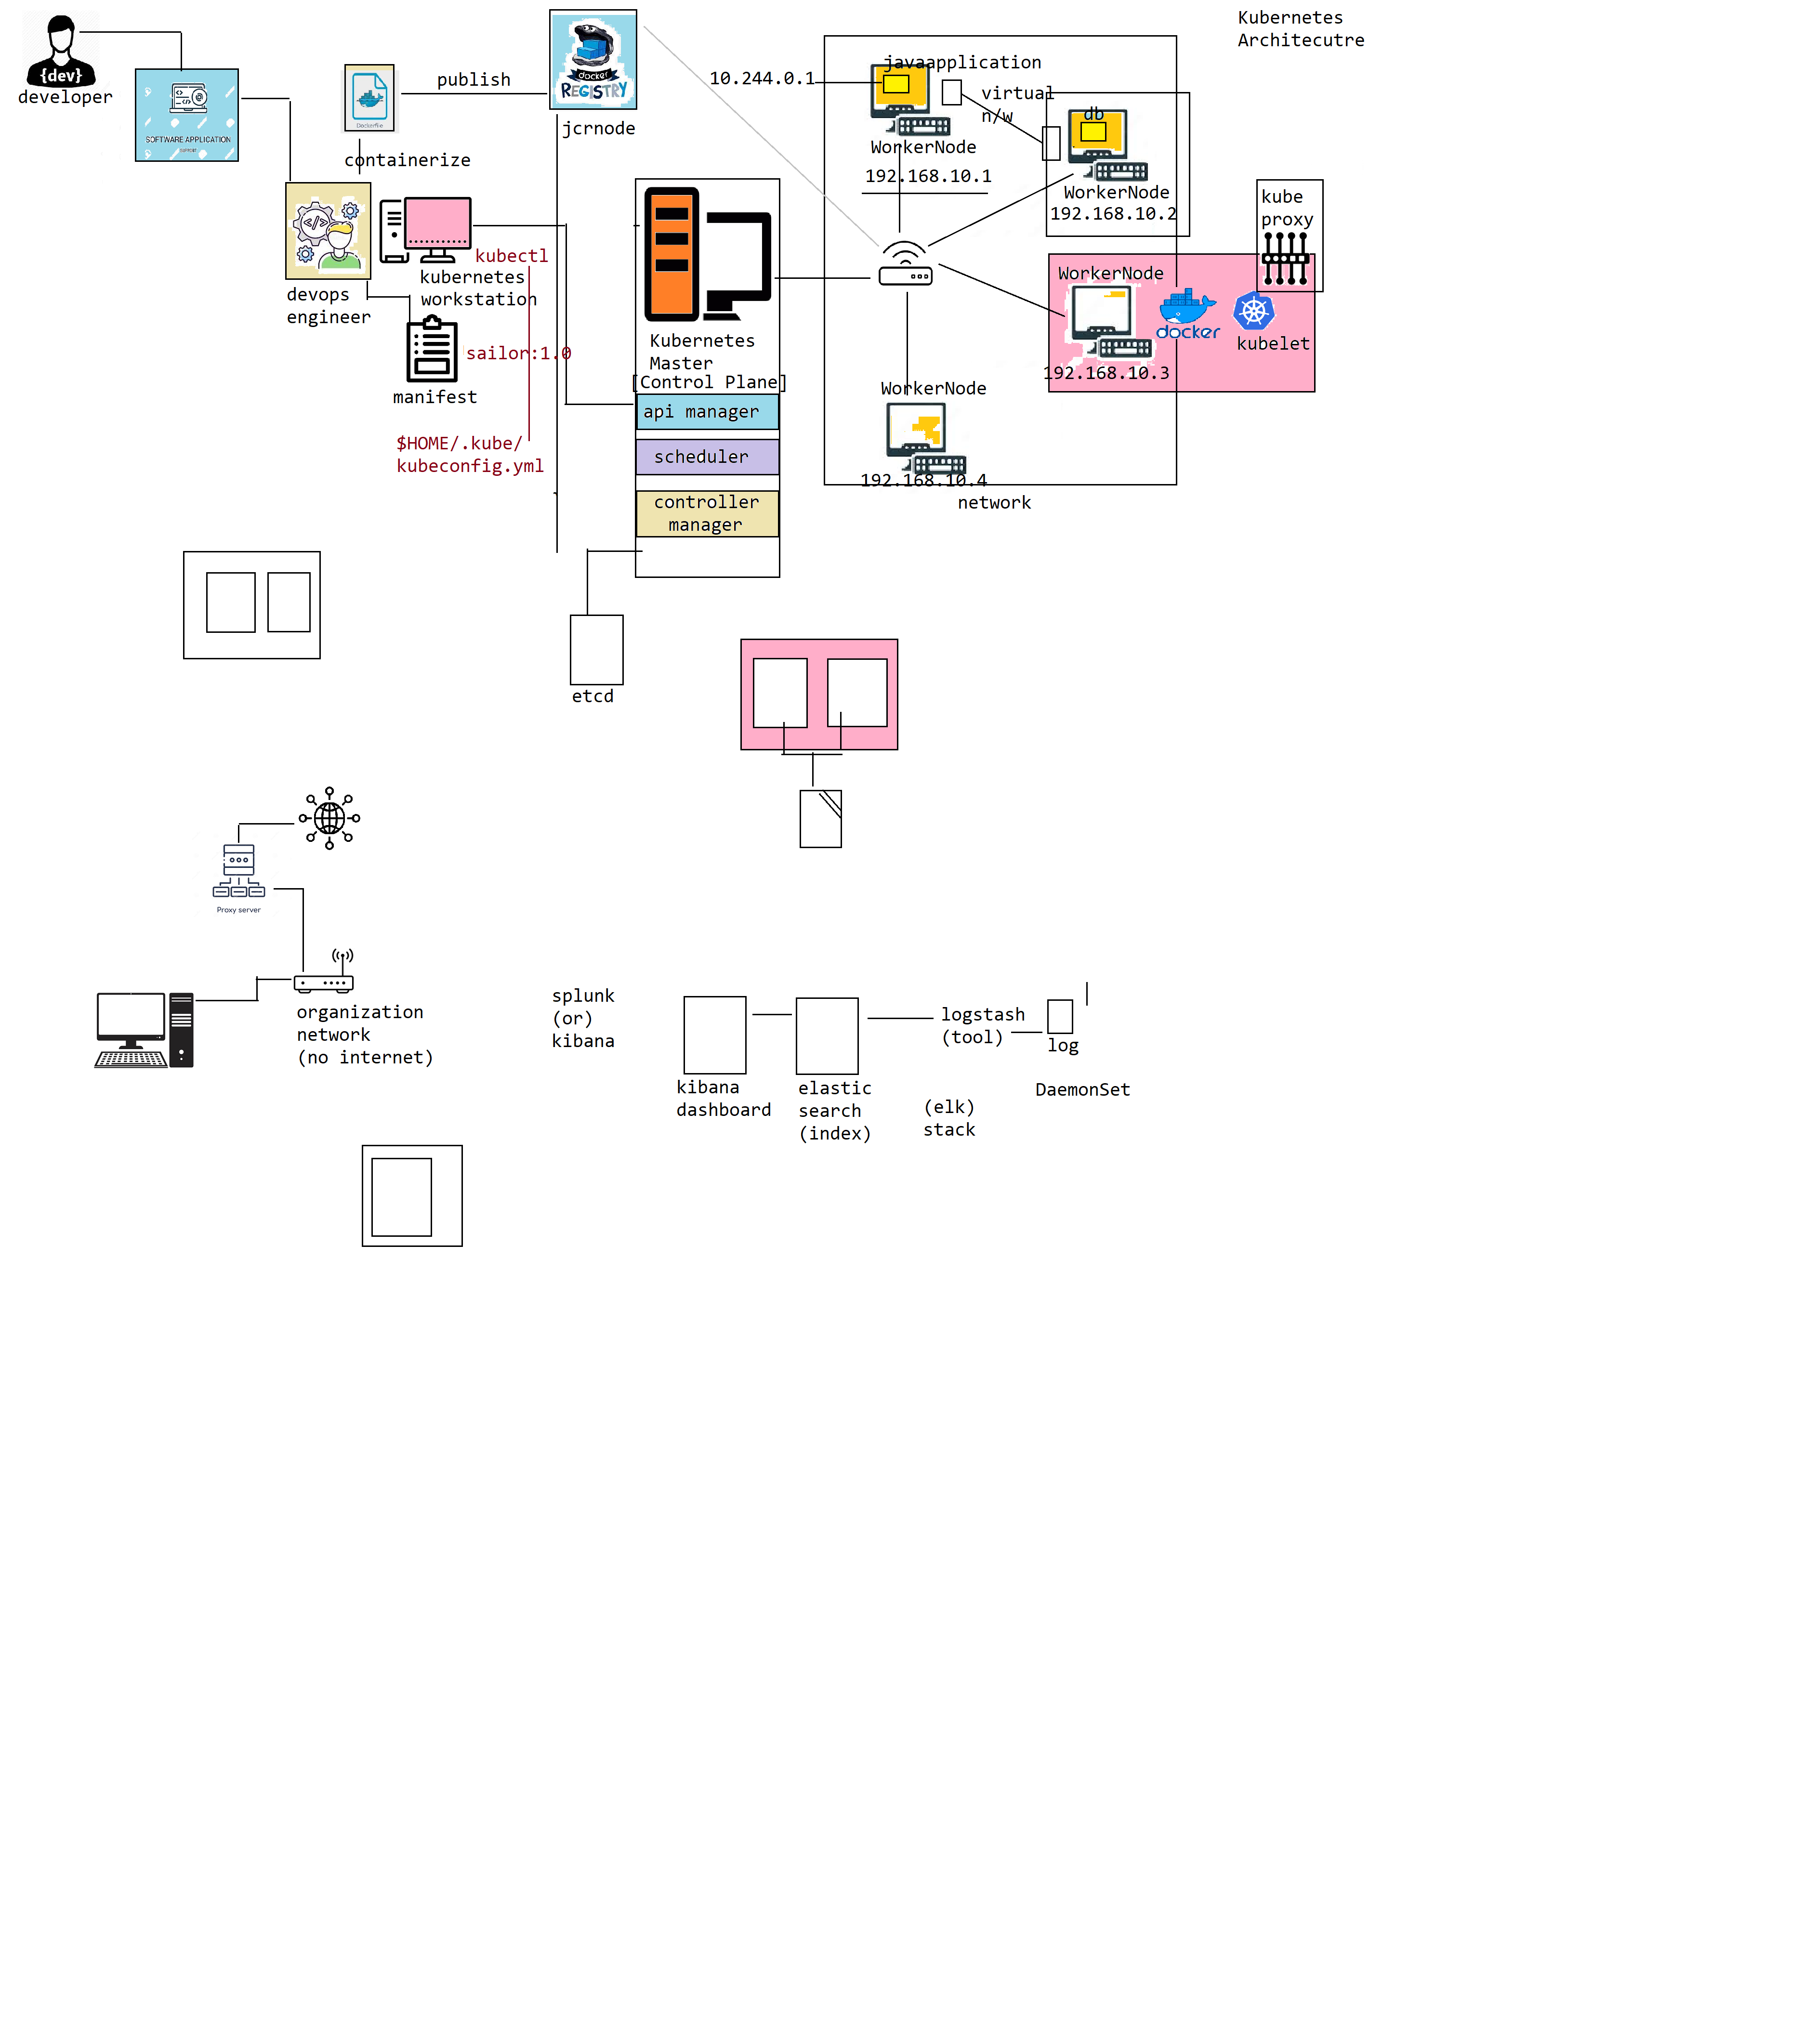 Kubernetes
Architecutre
{dev}
developer
SOFTWARE APPLICATION
Dockerfile
publish
containerize
docker
REGISTRY
jcrnode
devops
engineer
kubectl
kubernetes
workstation
sailor:1.0
manifest
$HOME/.kube/
kubeconfig.yml
Kubernetes
Master
[Control Plane]
api manager
scheduler
controller
manager
etcd
10.244.0.1
javaapplication
virtual
n/w
WorkerNode
192.168.10.1
db
WorkerNode
192.168.10.2
kube
proxy
WorkerNode
docker
kubelet
192.168.10.3
WorkerNode
192.168.10.4
network
Proxy server
organization
network
(no internet)
splunk
(or)
kibana
kibana
dashboard
elastic
search
(index)
logstash
(tool)
log
DaemonSet
(elk)
stack